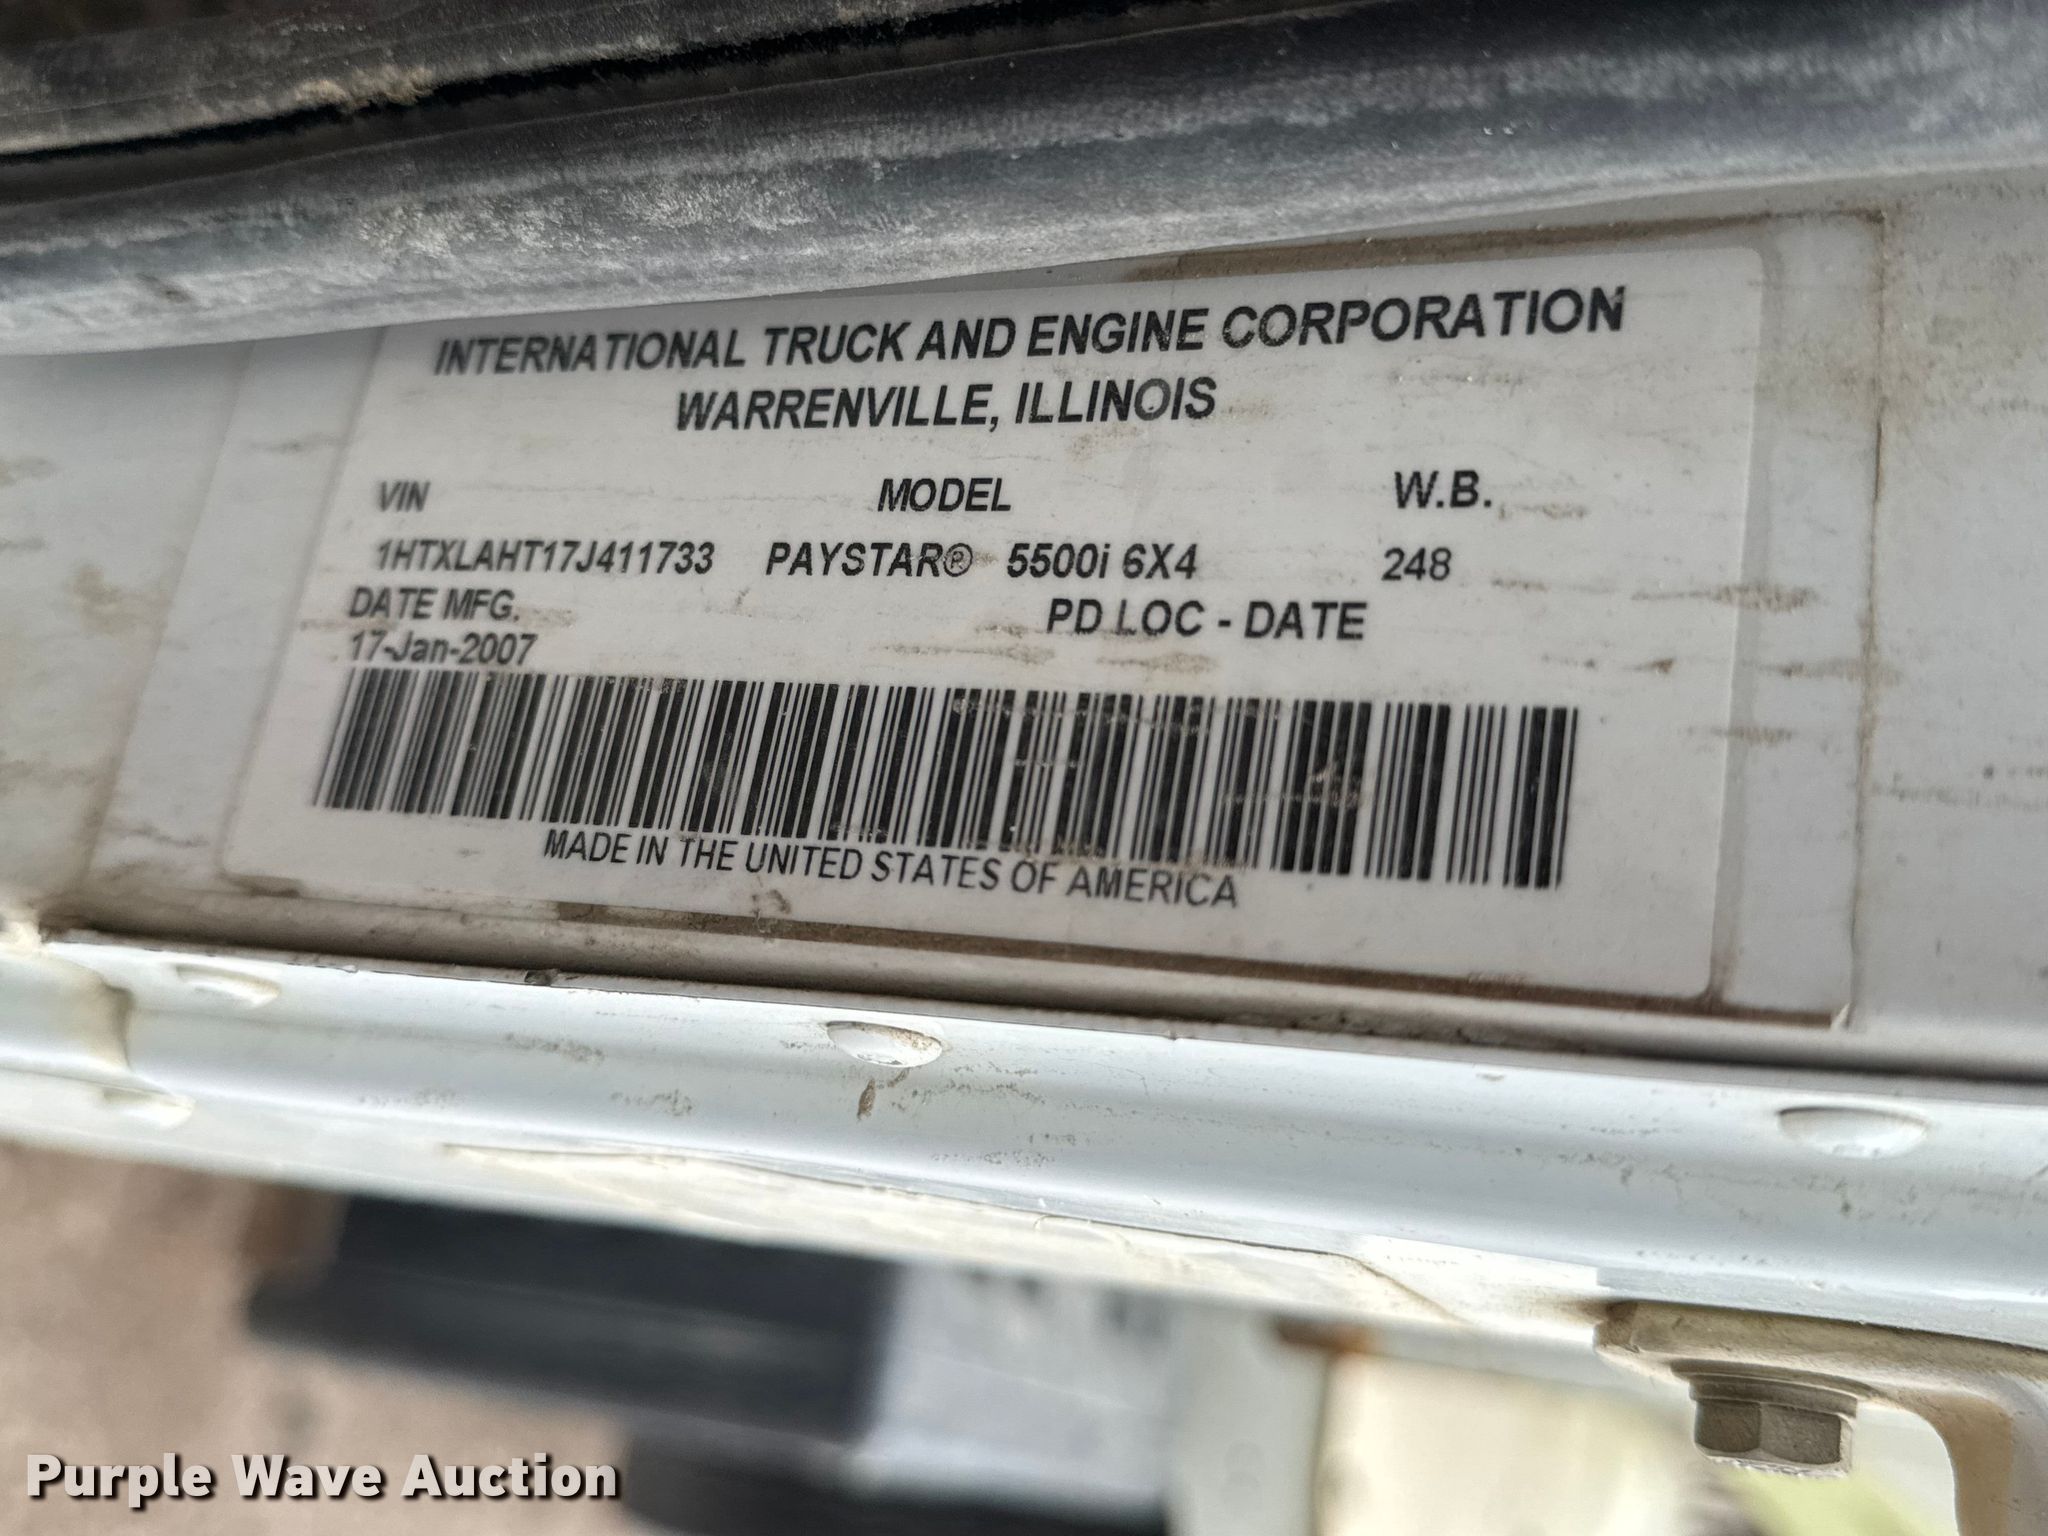 INTERNATIONAL TRUCK AND ENGINE CORPORATION
WARRENVILLE, ILLINOIS
VIN MODEL W.B.
1HTXLAHT17J411733 PAYSTAR® 5500i 6X4 248
DATE MFG. PD LOC - DATE
17-Jan-2007
MADE IN THE UNITED STATES OF AMERICA
Purple Wave Auction